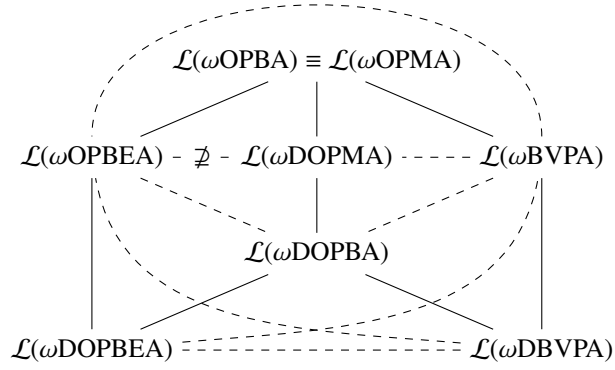 ℒ(ωOPBA) ≡ ℒ(ωOPMA)
ℒ(ωOPBEA) ⊉ ℒ(ωDOPMA) ℒ(ωBVPA)
ℒ(ωDOPBA)
ℒ(ωDOPBEA) ℒ(ωDBVPA)